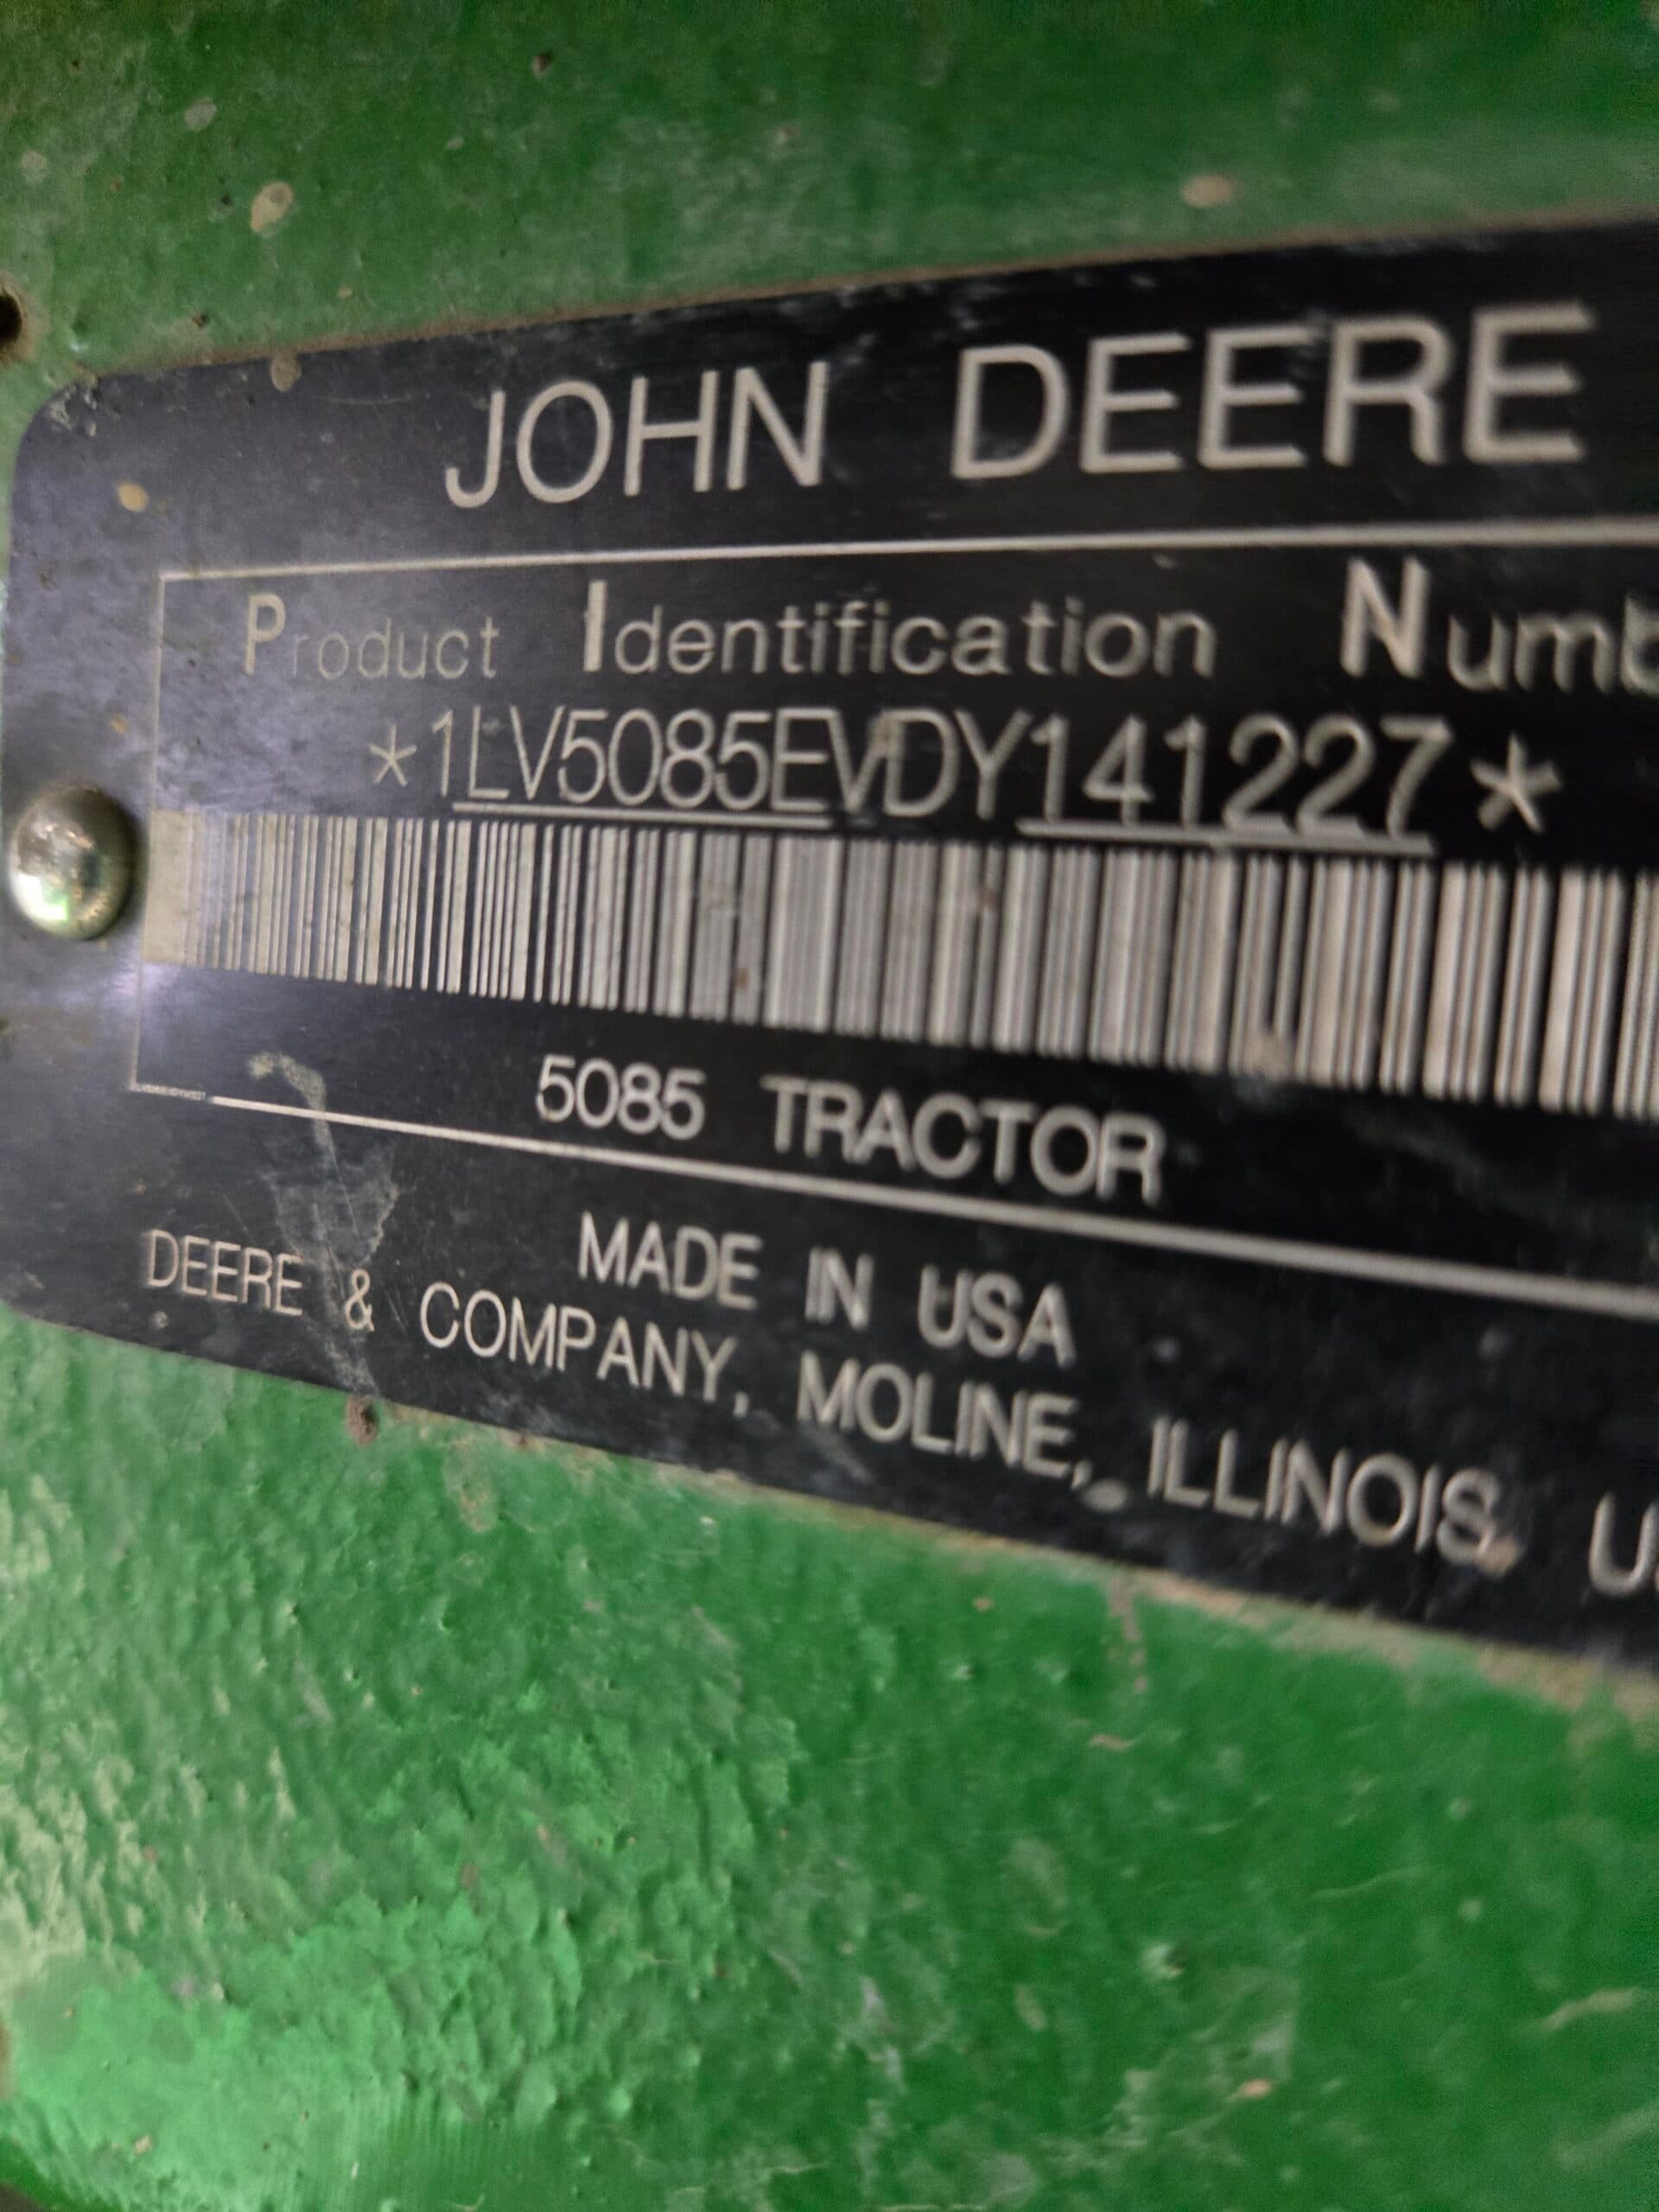 JOHN DEERE
Product Identification Numb
*1LV5085EVDY141227*
5085 TRACTOR
MADE IN USA
DEERE & COMPANY, MOLINE, ILLINOIS U